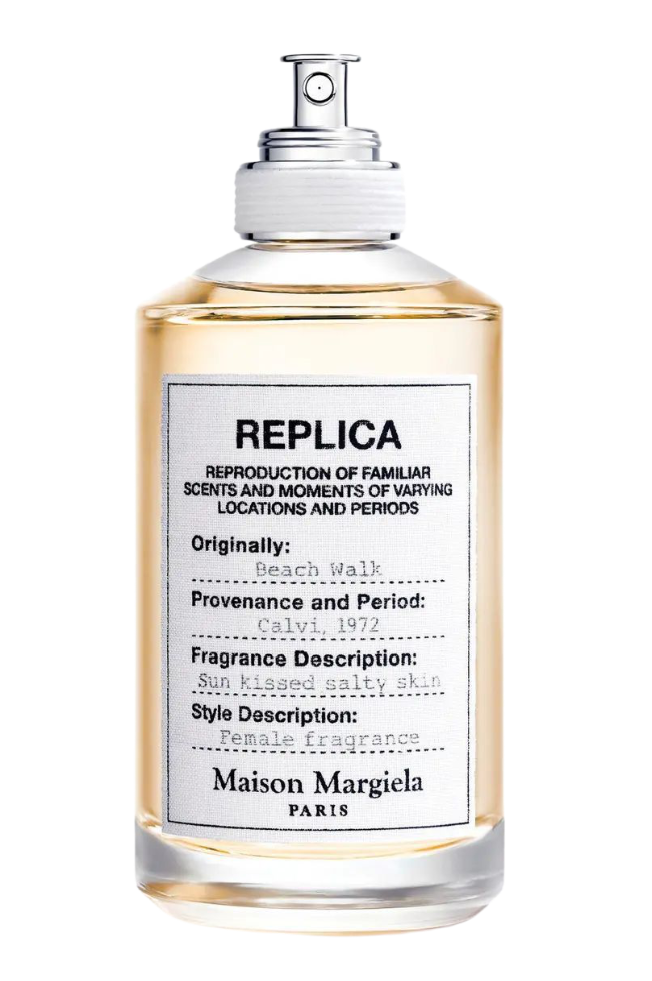 REPLICA
REPRODUCTION OF FAMILIAR
SCENTS AND MOMENTS OF VARYING
LOCATIONS AND PERIODS
Originally:
Beach Walk
Provenance and Period:
Calvi, 1972
Fragrance Description:
Sun kissed salty skin
Style Description:
Female fragrance
Maison Margiela
PARIS